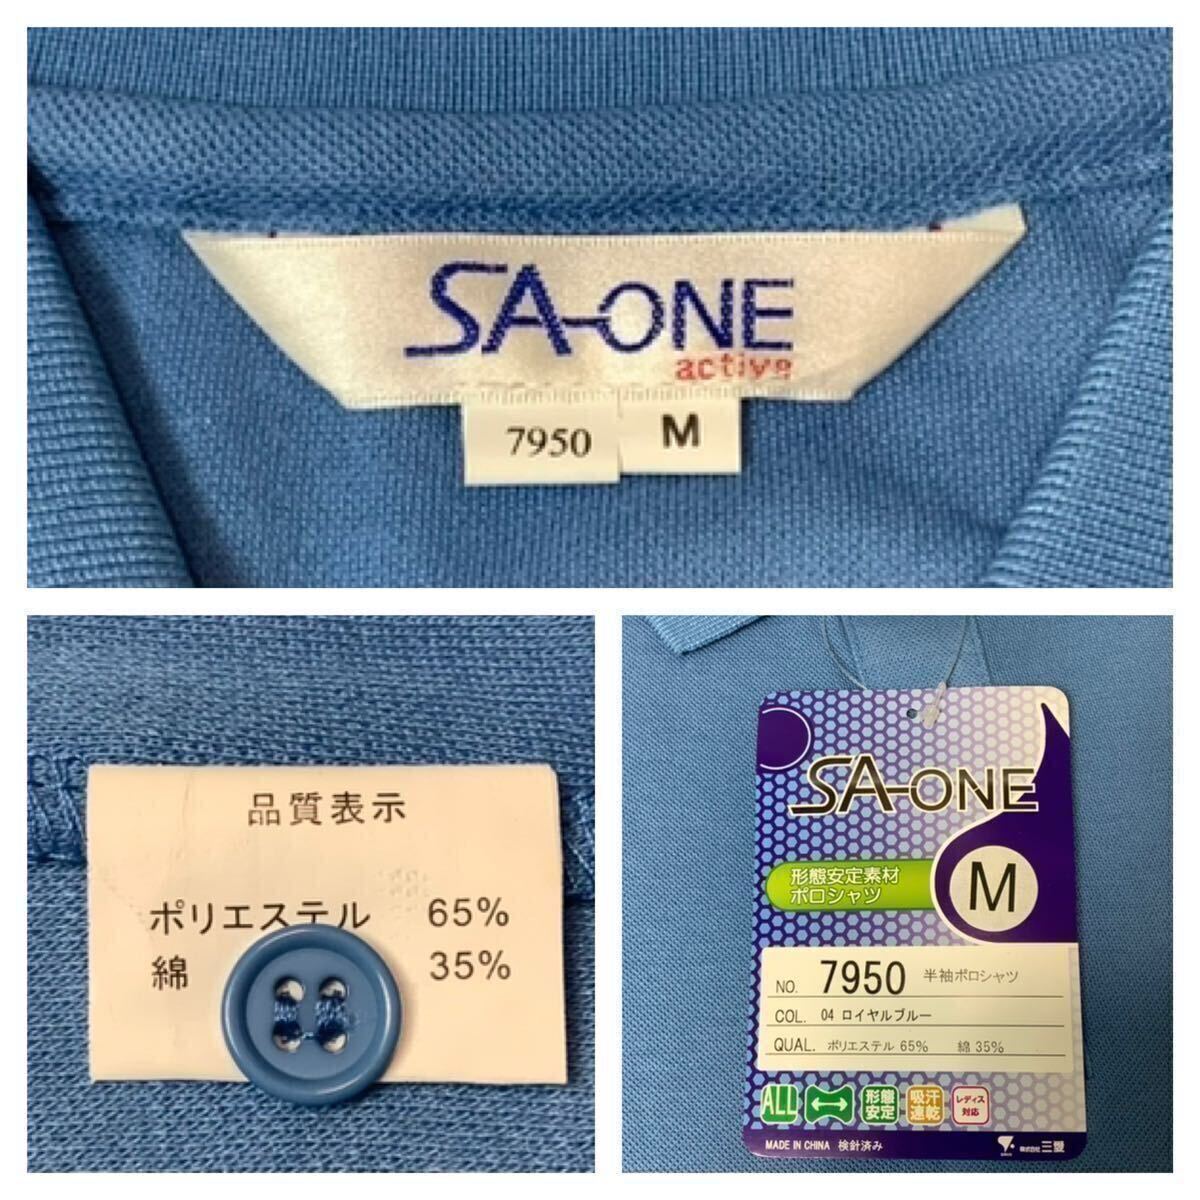 SA-ONE
active
7950
M
品質表示
ポリエステル 65%
綿 35%
SA-ONE
形態安定素材
ポロシャツ
M
NO. 7950 半袖ポロシャツ
COL. 04 ロイヤルブルー
QUAL. ポリエステル 65% 綿 35%
ALL
形態
安定
吸汗
速乾
レディス
対応
MADE IN CHINA 検針済み
株式会社 三愛